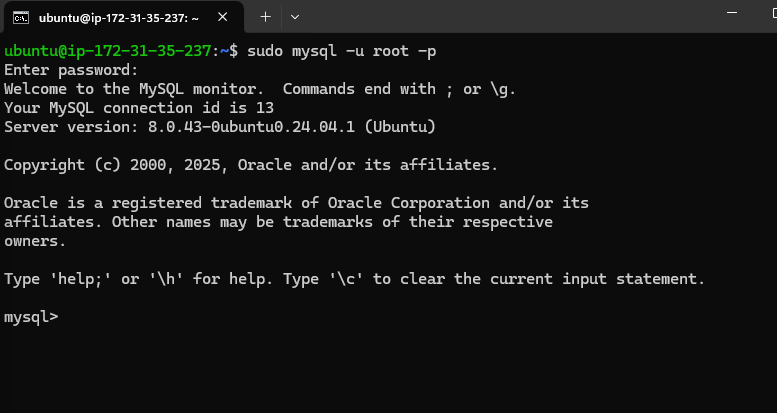 ubuntu@ip-172-31-35-237: ~
ubuntu@ip-172-31-35-237:~$ sudo mysql -u root -p
Enter password:
Welcome to the MySQL monitor.  Commands end with ; or \g.
Your MySQL connection id is 13
Server version: 8.0.43-0ubuntu0.24.04.1 (Ubuntu)
Copyright (c) 2000, 2025, Oracle and/or its affiliates.
Oracle is a registered trademark of Oracle Corporation and/or its
affiliates. Other names may be trademarks of their respective
owners.
Type 'help;' or '\h' for help. Type '\c' to clear the current input statement.
mysql>